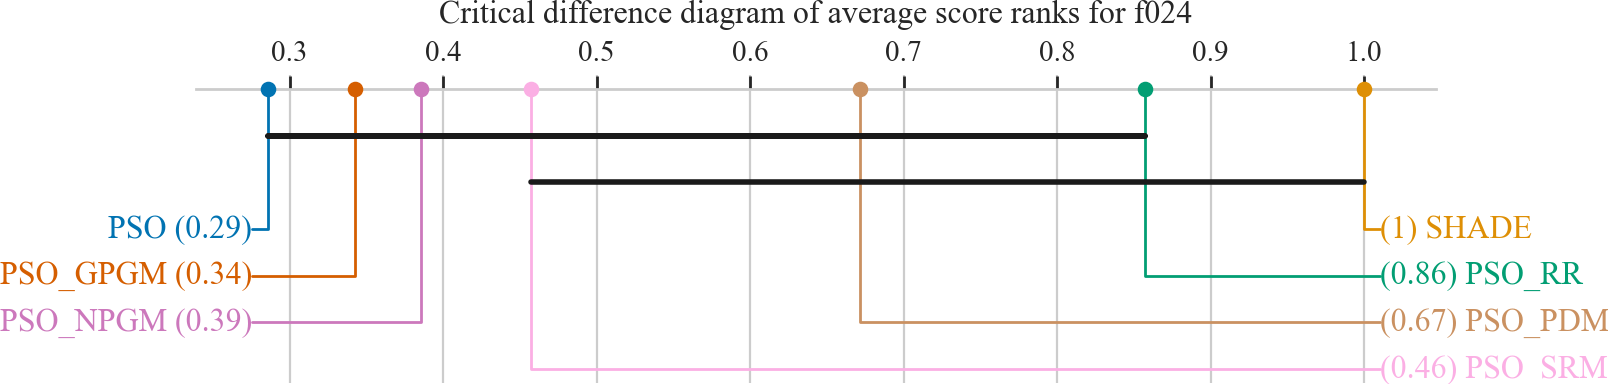 Critical difference diagram of average score ranks for f024
0.3 0.4 0.5 0.6 0.7 0.8 0.9 1.0
PSO (0.29) (1) SHADE
PSO_GPGM (0.34) (0.86) PSO_RR
PSO_NPGM (0.39) (0.67) PSO_PDM
(0.46) PSO_SRM